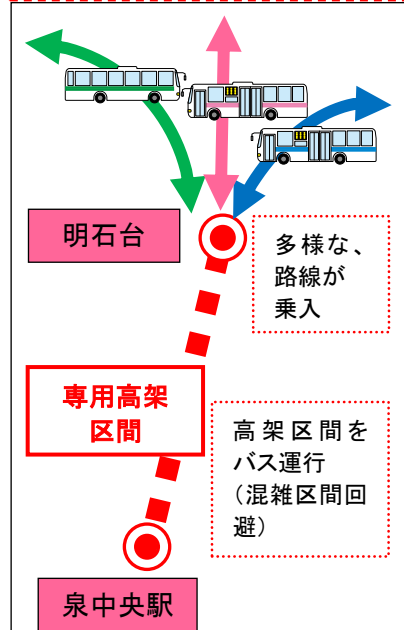 明石台
多様な、
路線が
乗入
専用高架
区間
高架区間を
バス運行
（混雑区間回
避）
泉中央駅